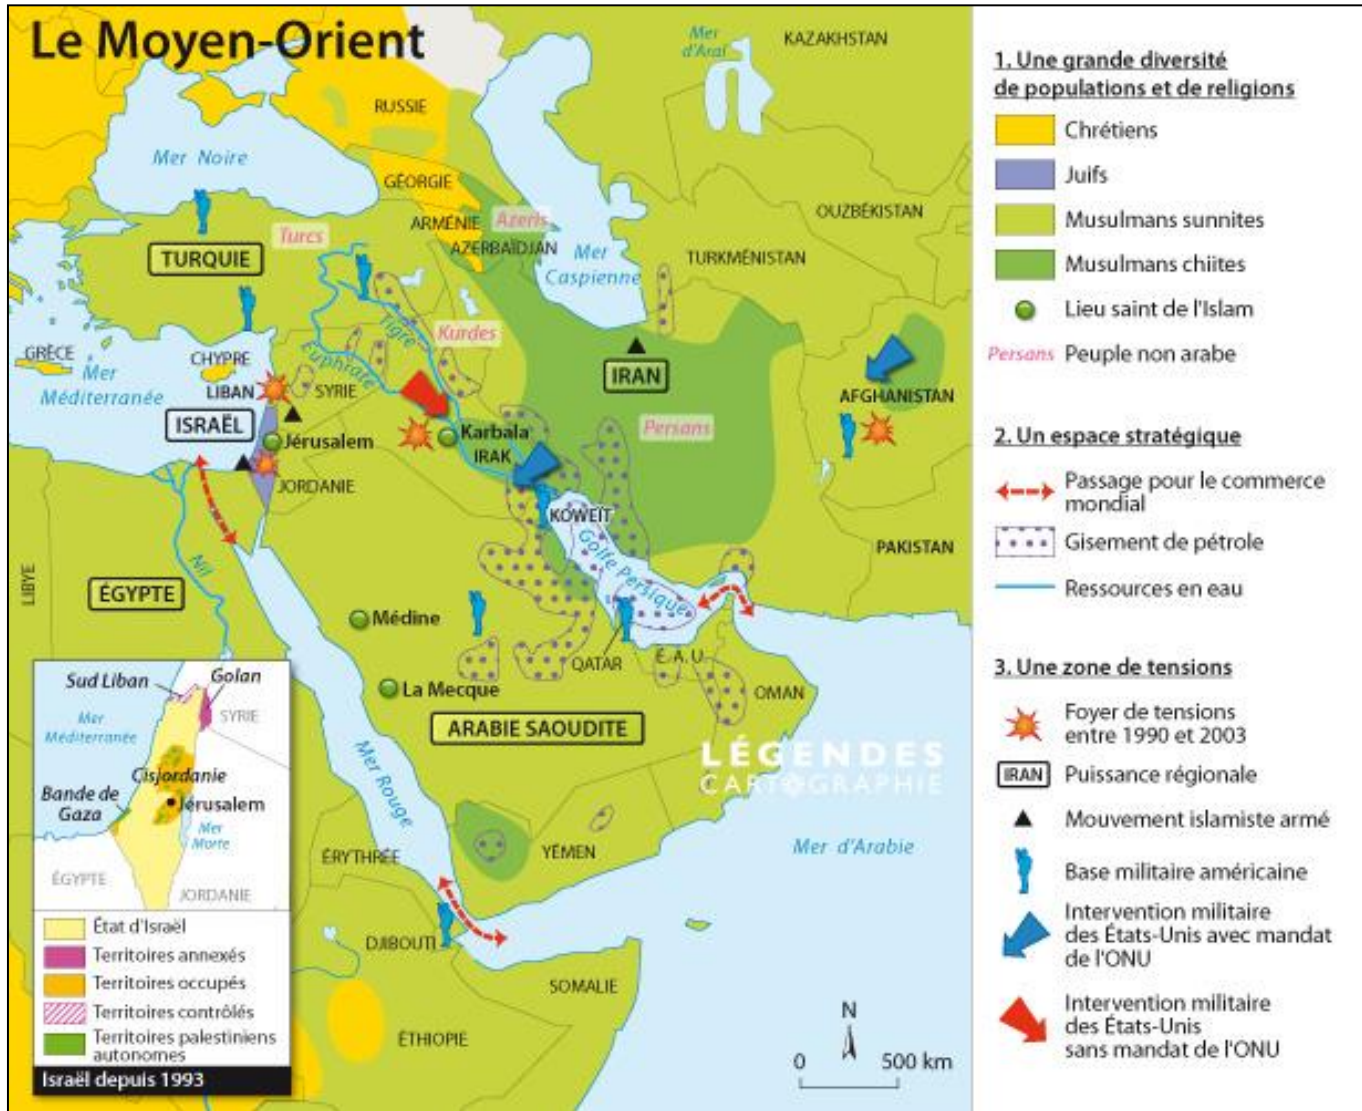 Le Moyen-Orient
Mer
d'Aral
KAZAKHSTAN
RUSSIE
Mer Noire
GÉORGIE
OUZBÉKISTAN
ARMÉNIE
Azeris
Turcs
AZERBAÏDJAN
Mer
Caspienne
TURKMÉNISTAN
TURQUIE
Kurdes
Tigre
Euphrate
GRÈCE
CHYPRE
Mer
Méditerranée
LIBAN
SYRIE
IRAN
AFGHANISTAN
ISRAËL
Jérusalem
Karbala
IRAK
Persans
JORDANIE
KOWEÏT
Golfe Persique
PAKISTAN
LIBYE
Nil
ÉGYPTE
Médine
QATAR
É.A.U.
La Mecque
OMAN
ARABIE SAOUDITE
LÉGENDES
CARTOGRAPHIE
Mer Rouge
ÉRYTHRÉE
YÉMEN
Mer d'Arabie
DJIBOUTI
SOMALIE
ÉTHIOPIE
N
0 500 km
Sud Liban
Golan
Mer
Méditerranée
SYRIE
Cisjordanie
Bande de
Gaza
Jérusalem
Mer
Morte
ÉGYPTE
JORDANIE
État d'Israël
Territoires annexés
Territoires occupés
Territoires contrôlés
Territoires palestiniens
autonomes
Israël depuis 1993
1. Une grande diversité
de populations et de religions
Chrétiens
Juifs
Musulmans sunnites
Musulmans chiites
Lieu saint de l'Islam
Persans Peuple non arabe
2. Un espace stratégique
Passage pour le commerce
mondial
Gisement de pétrole
Ressources en eau
3. Une zone de tensions
Foyer de tensions
entre 1990 et 2003
IRAN Puissance régionale
Mouvement islamiste armé
Base militaire américaine
Intervention militaire
des États-Unis avec mandat
de l'ONU
Intervention militaire
des États-Unis
sans mandat de l'ONU